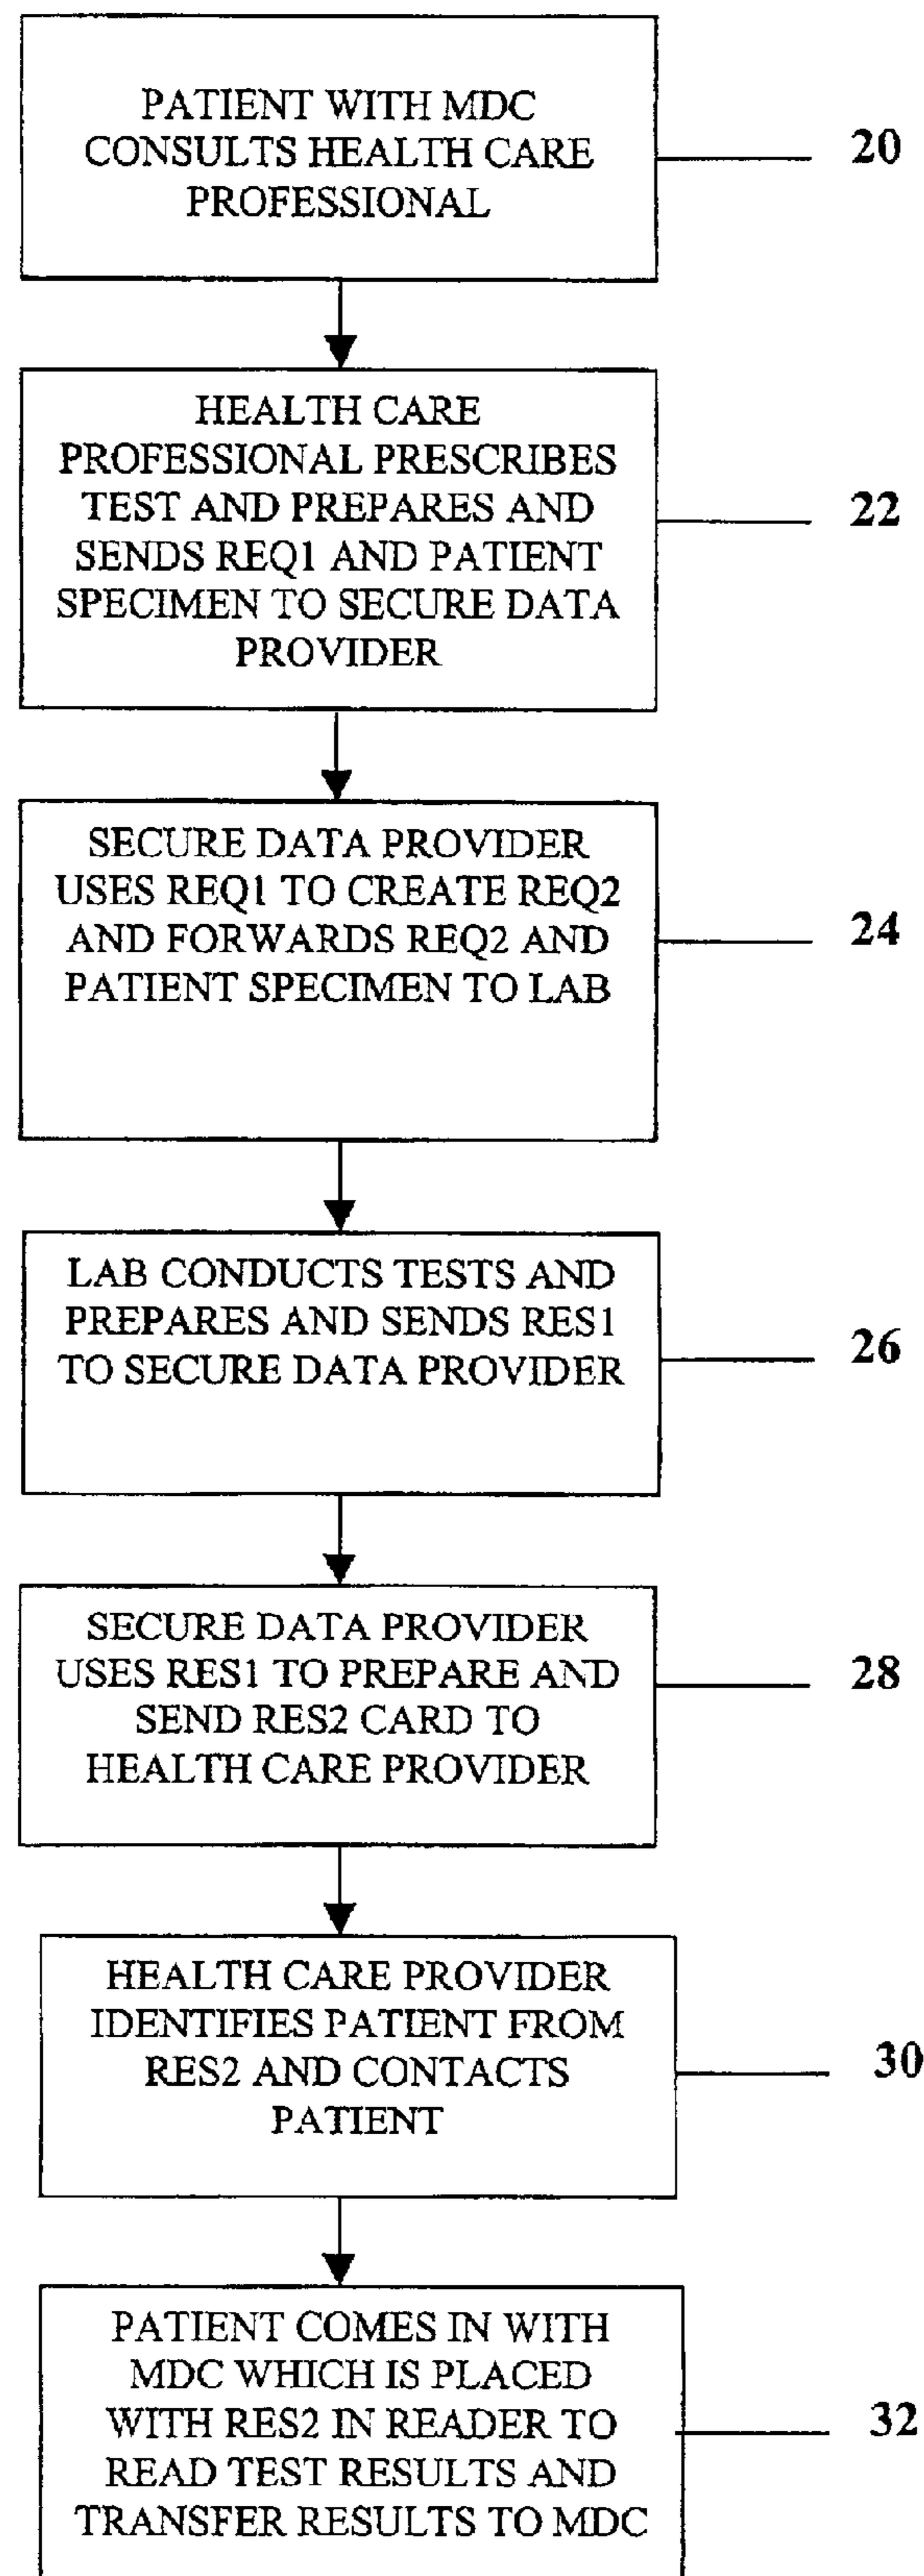 PATIENT WITH MDC
CONSULTS HEALTH CARE
PROFESSIONAL
20
HEALTH CARE
PROFESSIONAL PRESCRIBES
TEST AND PREPARES AND
SENDS REQ1 AND PATIENT
SPECIMEN TO SECURE DATA
PROVIDER
22
SECURE DATA PROVIDER
USES REQ1 TO CREATE REQ2
AND FORWARDS REQ2 AND
PATIENT SPECIMEN TO LAB
24
LAB CONDUCTS TESTS AND
PREPARES AND SENDS RES1
TO SECURE DATA PROVIDER
26
SECURE DATA PROVIDER
USES RES1 TO PREPARE AND
SEND RES2 CARD TO
HEALTH CARE PROVIDER
28
HEALTH CARE PROVIDER
IDENTIFIES PATIENT FROM
RES2 AND CONTACTS
PATIENT
30
PATIENT COMES IN WITH
MDC WHICH IS PLACED
WITH RES2 IN READER TO
READ TEST RESULTS AND
TRANSFER RESULTS TO MDC
32